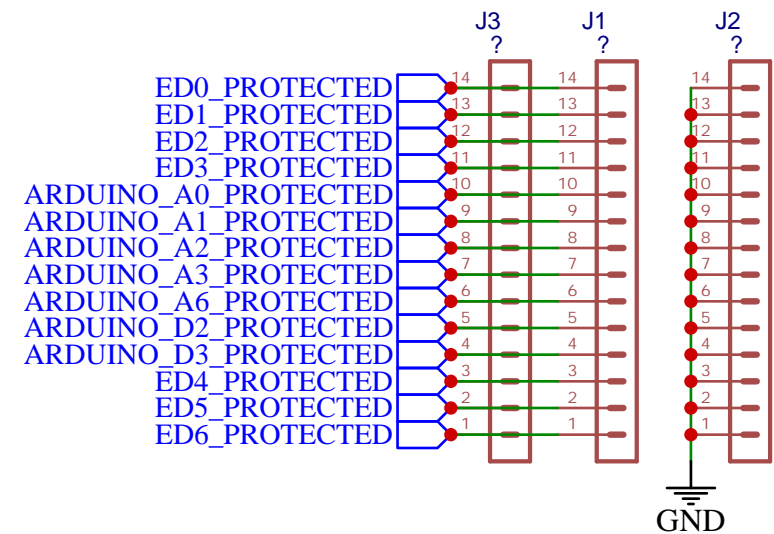 J3 J1 J2
? ? ?
ED0_PROTECTED 14 14 14
ED1_PROTECTED 13 13 13
ED2_PROTECTED 12 12 12
ED3_PROTECTED 11 11 11
ARDUINO_A0_PROTECTED 10 10 10
ARDUINO_A1_PROTECTED 9 9 9
ARDUINO_A2_PROTECTED 8 8 8
ARDUINO_A3_PROTECTED 7 7 7
ARDUINO_A6_PROTECTED 6 6 6
ARDUINO_D2_PROTECTED 5 5 5
ARDUINO_D3_PROTECTED 4 4 4
ED4_PROTECTED 3 3 3
ED5_PROTECTED 2 2 2
ED6_PROTECTED 1 1 1
GND